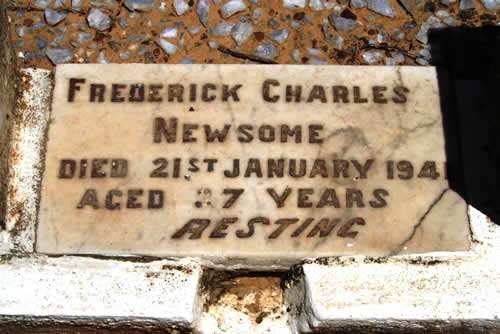 FREDERICK CHARLES
NEWSOME
DIED 21ST JANUARY 1941
AGED YEARS
RESTING